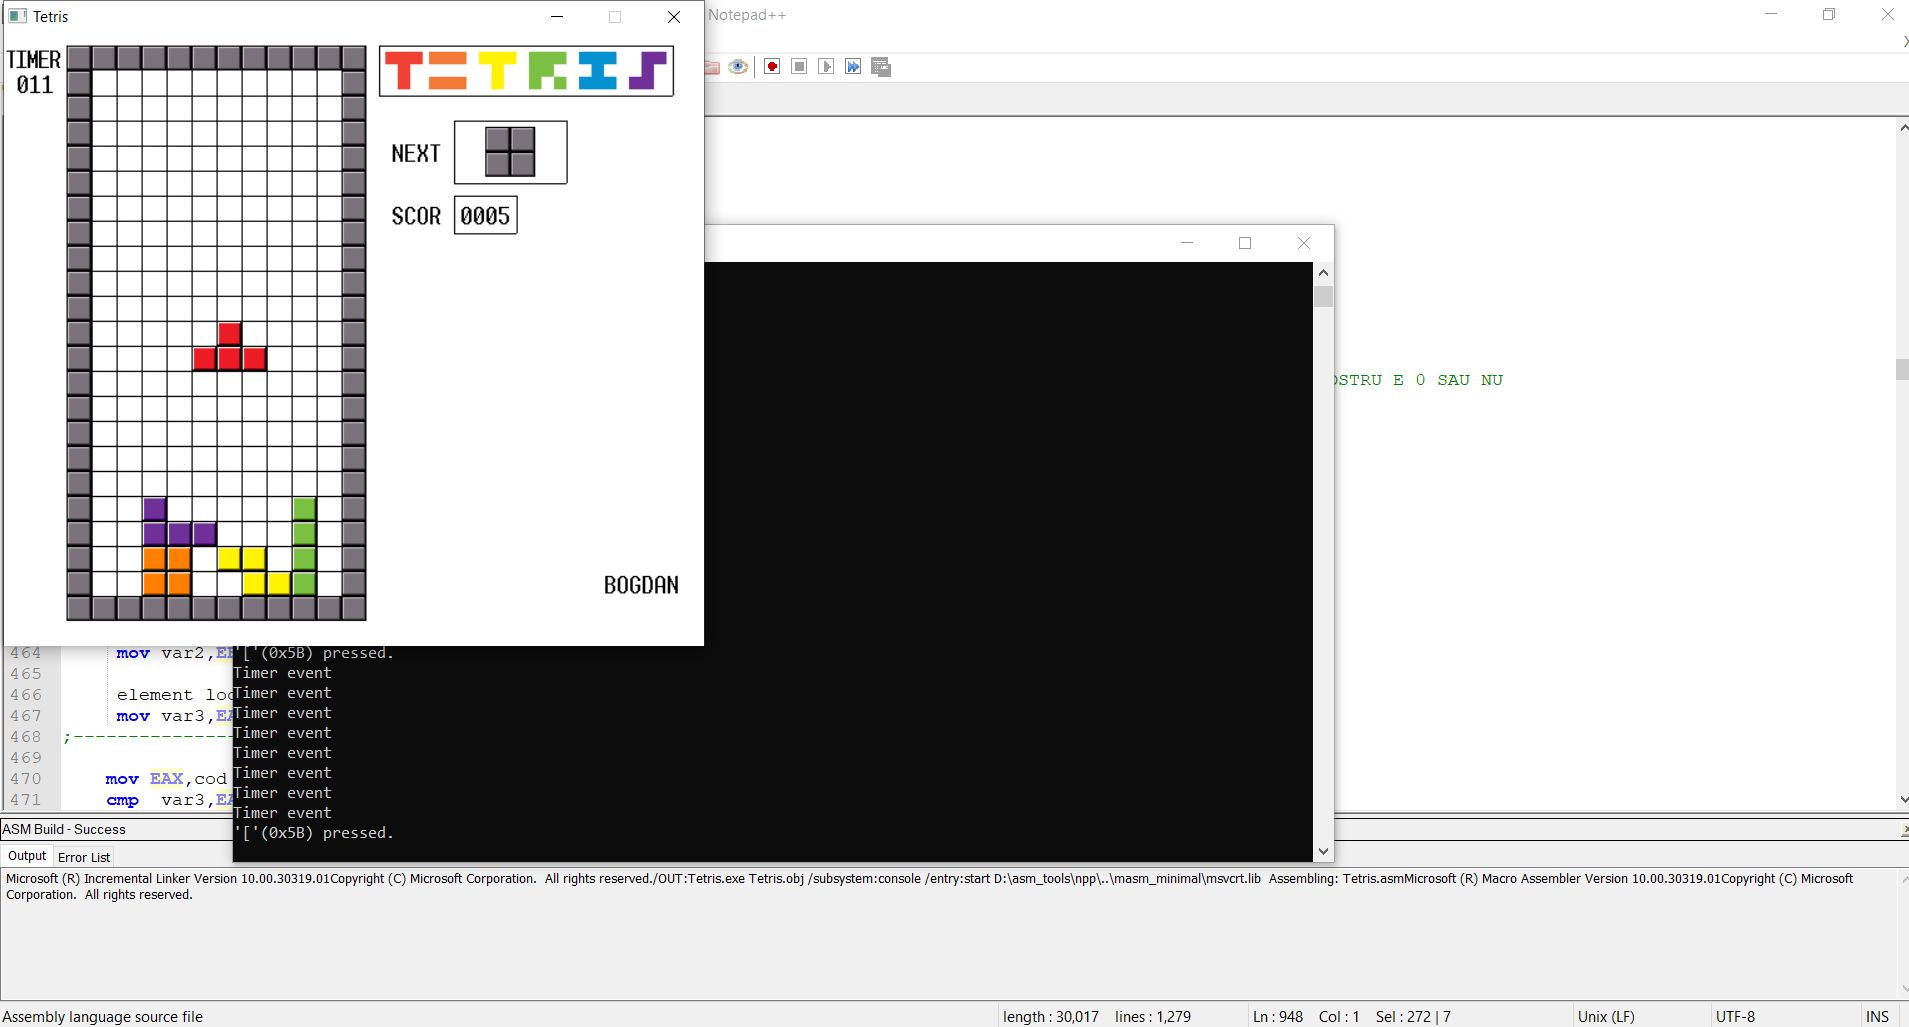 Tetris
Notepad++
TIMER
011
TETRIS
NEXT
SCOR 0005
BOGDAN
OSTRU E 0 SAU NU
464 mov var2,
465
466 element loc
467 mov var3,EA
468 ;---------------
469
470 mov EAX,cod
471 cmp var3,EA
'['(0x5B) pressed.
Timer event
Timer event
Timer event
Timer event
Timer event
Timer event
Timer event
Timer event
'['(0x5B) pressed.
ASM Build - Success
Output Error List
Microsoft (R) Incremental Linker Version 10.00.30319.01Copyright (C) Microsoft Corporation.  All rights reserved./OUT:Tetris.exe Tetris.obj /subsystem:console /entry:start D:\asm_tools\npp\..\masm_minimal\msvcrt.lib  Assembling: Tetris.asmMicrosoft (R) Macro Assembler Version 10.00.30319.01Copyright (C) Microsoft
Corporation.  All rights reserved.
Assembly language source file length : 30,017 lines : 1,279 Ln : 948 Col : 1 Sel : 272 | 7 Unix (LF) UTF-8 INS